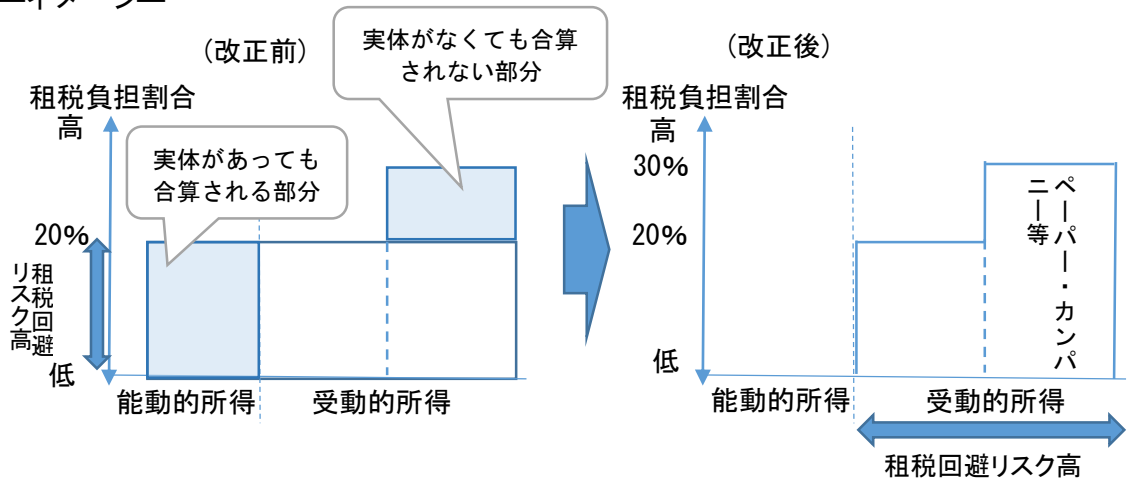 (改正前)
実体がなくても合算
されない部分
租税負担割合
高
実体があっても
合算される部分
20%
租税回避
リスク高
低
能動的所得
受動的所得
(改正後)
租税負担割合
高
30%
20%
低
ペーパー・カンパ
ニー等
能動的所得
受動的所得
租税回避リスク高